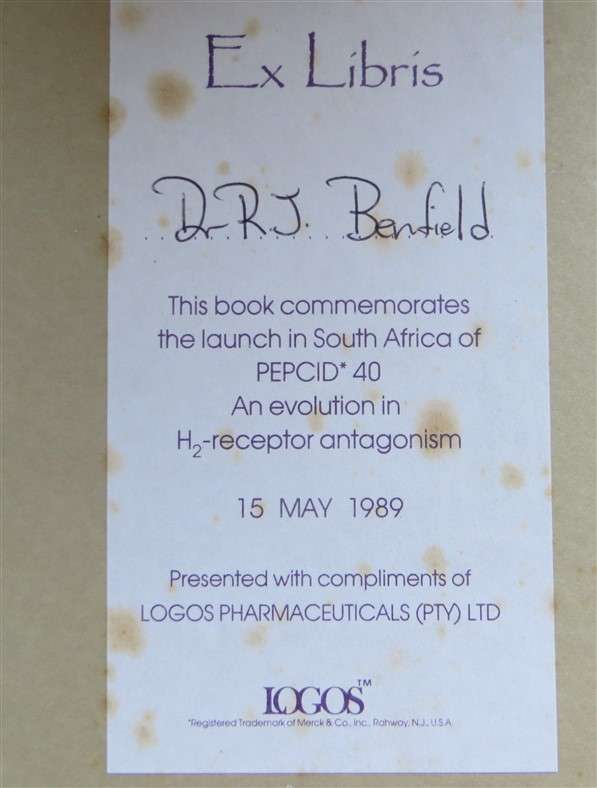 Ex Libris
Dr R.J. Benfield
This book commemorates
the launch in South Africa of
PEPCID* 40
An evolution in
H₂-receptor antagonism
15 MAY 1989
Presented with compliments of
LOGOS PHARMACEUTICALS (PTY) LTD
LOGOS™
*Registered Trademark of Merck & Co., Inc., Rahway, N.J., U.S.A.